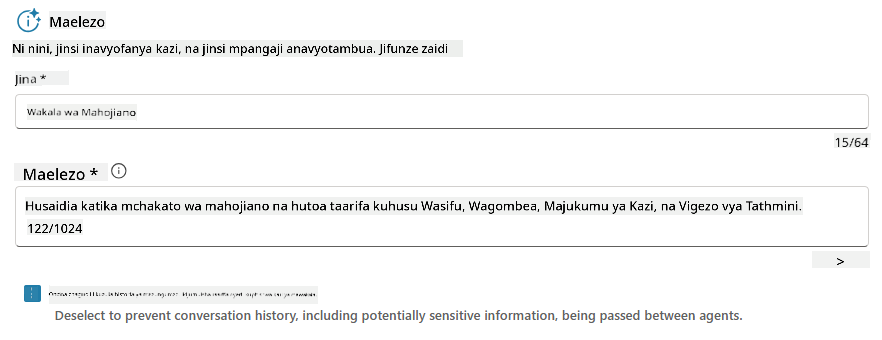 Maelezo
Ni nini, jinsi inavyofanya kazi, na jinsi mpangaji anavyotambua. Jifunze zaidi
Jina *
Wakala wa Mahojiano
15/64
Maelezo *
Husaidia katika mchakato wa mahojiano na hutoa taarifa kuhusu Wasifu, Wagombea, Majukumu ya Kazi, na Vigezo vya Tathmini.
122/1024
>
Deselect to prevent conversation history, including potentially sensitive information, being passed between agents.